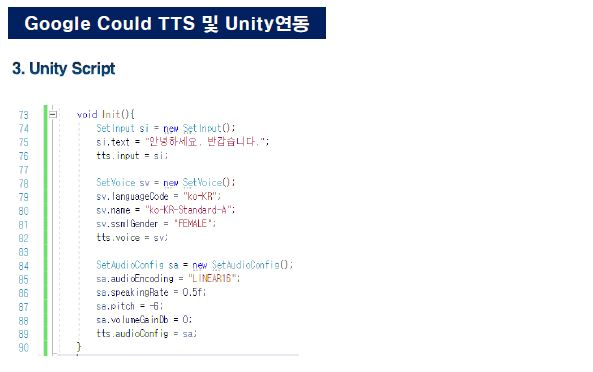 Google Could TTS 및 Unity연동
3. Unity Script
73 void Init(){
74 SetInput si = new SetInput();
75 si.text = "안녕하세요. 반갑습니다.";
76 tts.input = si;
77
78 SetVoice sv = new SetVoice();
79 sv.languageCode = "ko-KR";
80 sv.name = "ko-KR-Standard-A";
81 sv.ssmlGender = "FEMALE";
82 tts.voice = sv;
83
84 SetAudioConfig sa = new SetAudioConfig();
85 sa.audioEncoding = "LINEAR16";
86 sa.speakingRate = 0.5f;
87 sa.pitch = -6;
88 sa.volumeGainDb = 0;
89 tts.audioConfig = sa;
90 }